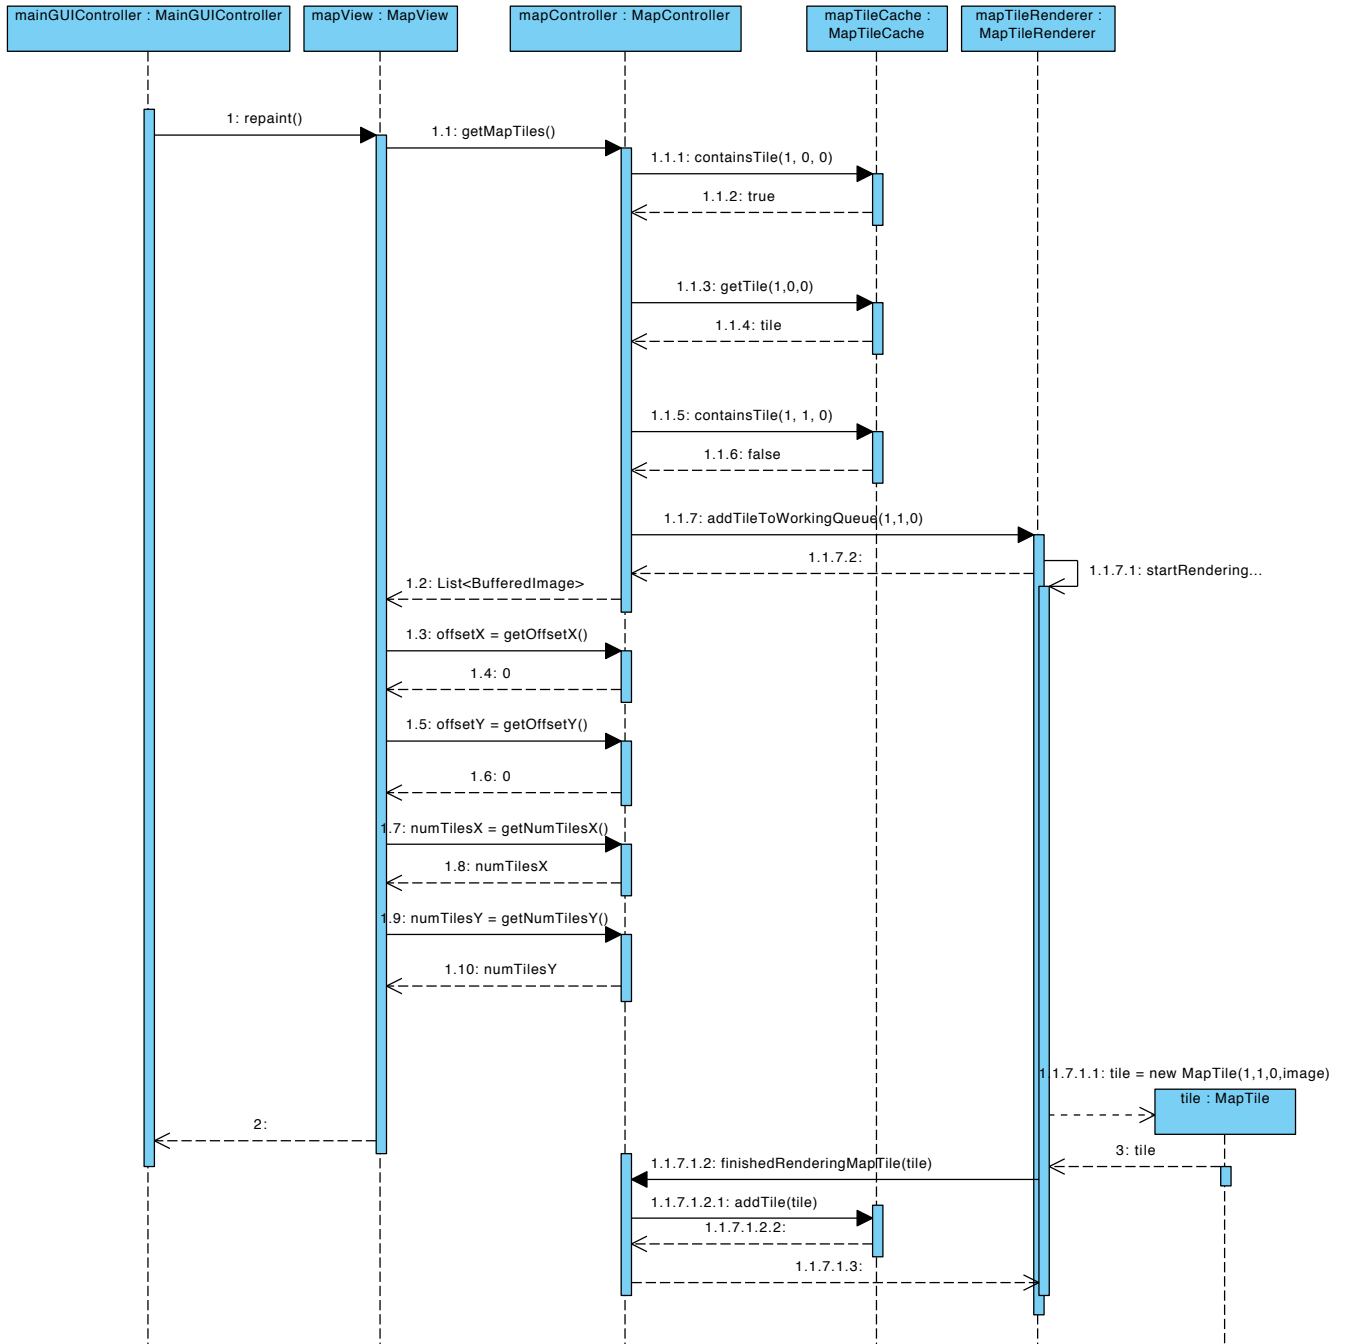 mainGUIController : MainGUIController
mapView : MapView
mapController : MapController
mapTileCache :
MapTileCache
mapTileRenderer :
MapTileRenderer
1: repaint()
1.1: getMapTiles()
1.1.1: containsTile(1, 0, 0)
1.1.2: true
1.1.3: getTile(1,0,0)
1.1.4: tile
1.1.5: containsTile(1, 1, 0)
1.1.6: false
1.1.7: addTileToWorkingQueue(1,1,0)
1.1.7.2:
1.1.7.1: startRendering...
1.2: List<BufferedImage>
1.3: offsetX = getOffsetX()
1.4: 0
1.5: offsetY = getOffsetY()
1.6: 0
1.7: numTilesX = getNumTilesX()
1.8: numTilesX
1.9: numTilesY = getNumTilesY()
1.10: numTilesY
1.1.7.1.1: tile = new MapTile(1,1,0,image)
tile : MapTile
2:
3: tile
1.1.7.1.2: finishedRenderingMapTile(tile)
1.1.7.1.2.1: addTile(tile)
1.1.7.1.2.2:
1.1.7.1.3: